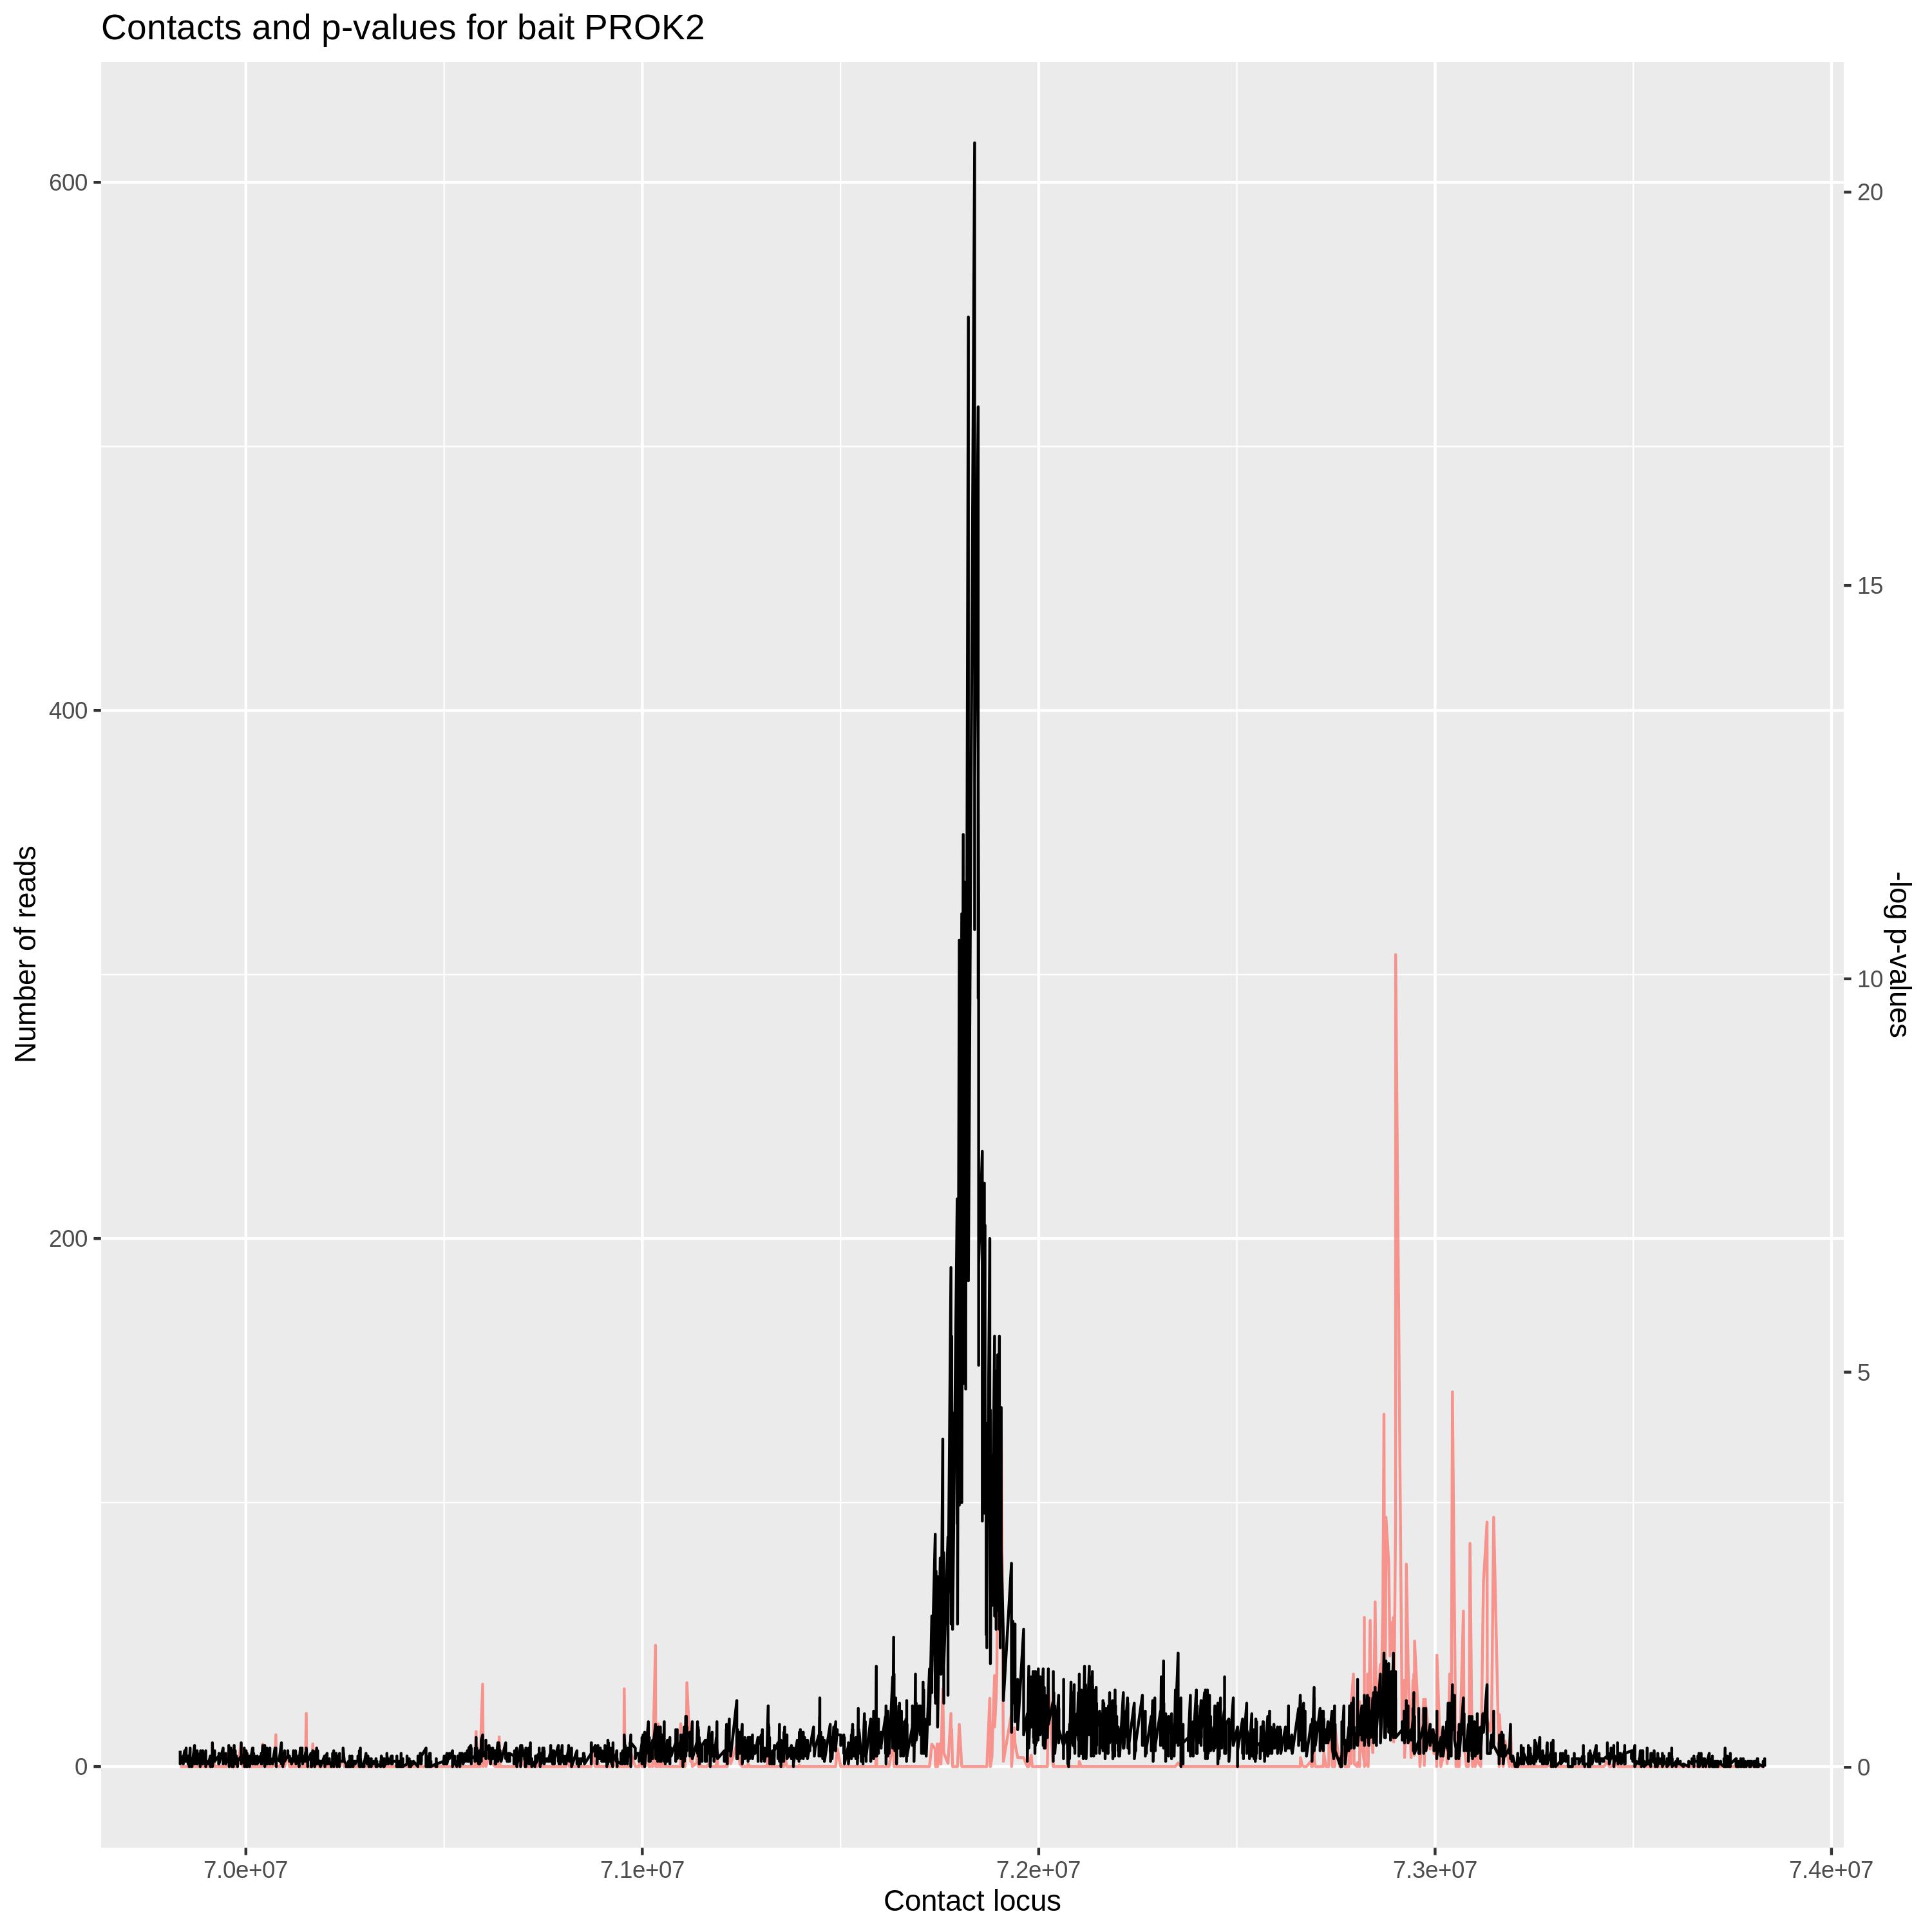 Contacts and p-values for bait PROK2
600
400
200
0
Number of reads
20
15
10
5
0
-log p-values
7.0e+07 7.1e+07 7.2e+07 7.3e+07 7.4e+07
Contact locus